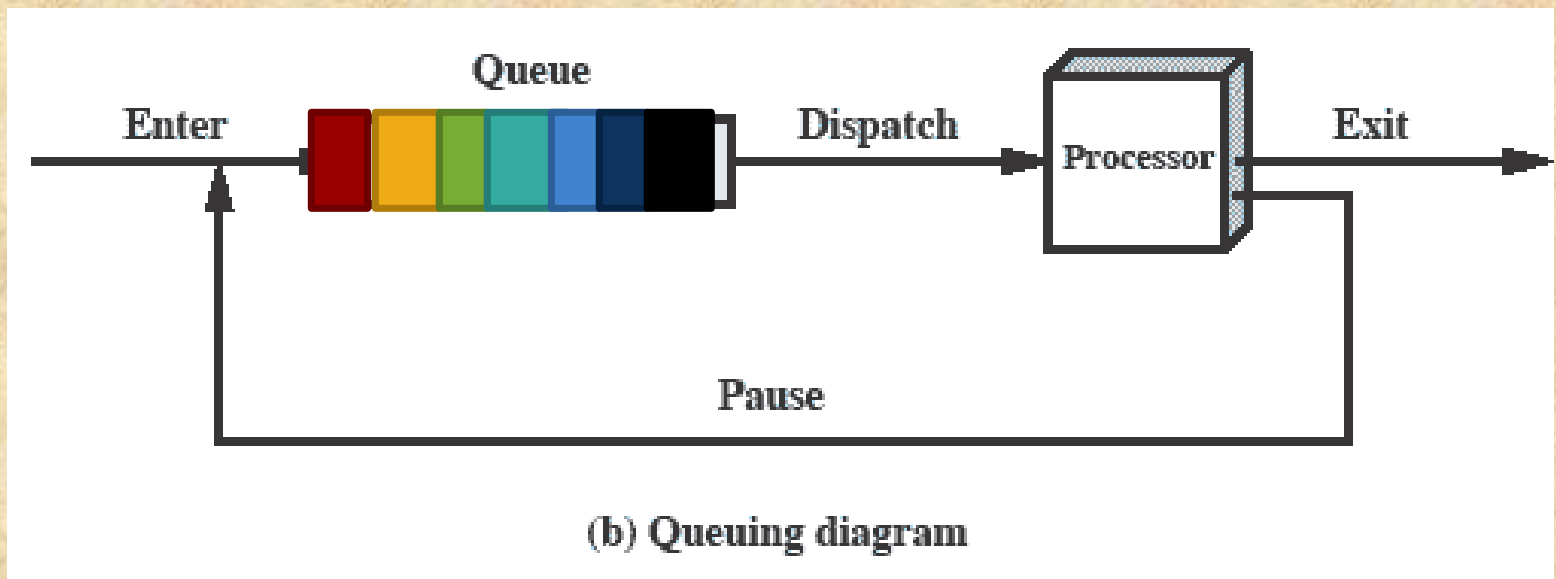 Queue
Enter
Dispatch
Exit
Processor
Pause
(b) Queuing diagram